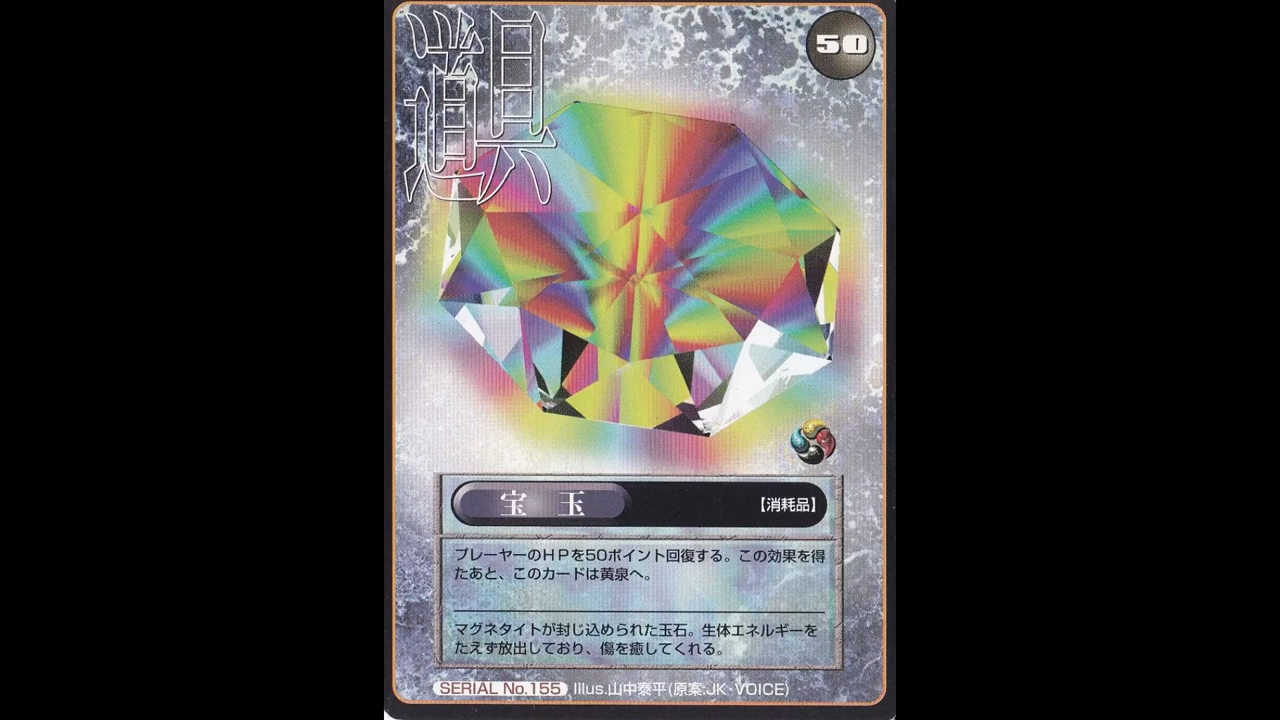 道具
50
宝玉
【消耗品】
プレーヤーのHPを50ポイント回復する。この効果を得
たあと、このカードは黄泉へ。
マグネタイトが封じ込められた玉石。生体エネルギーを
たえず放出しており、傷を癒してくれる。
SERIAL No.155 Illus.山中泰平(原案:JK・VOICE)